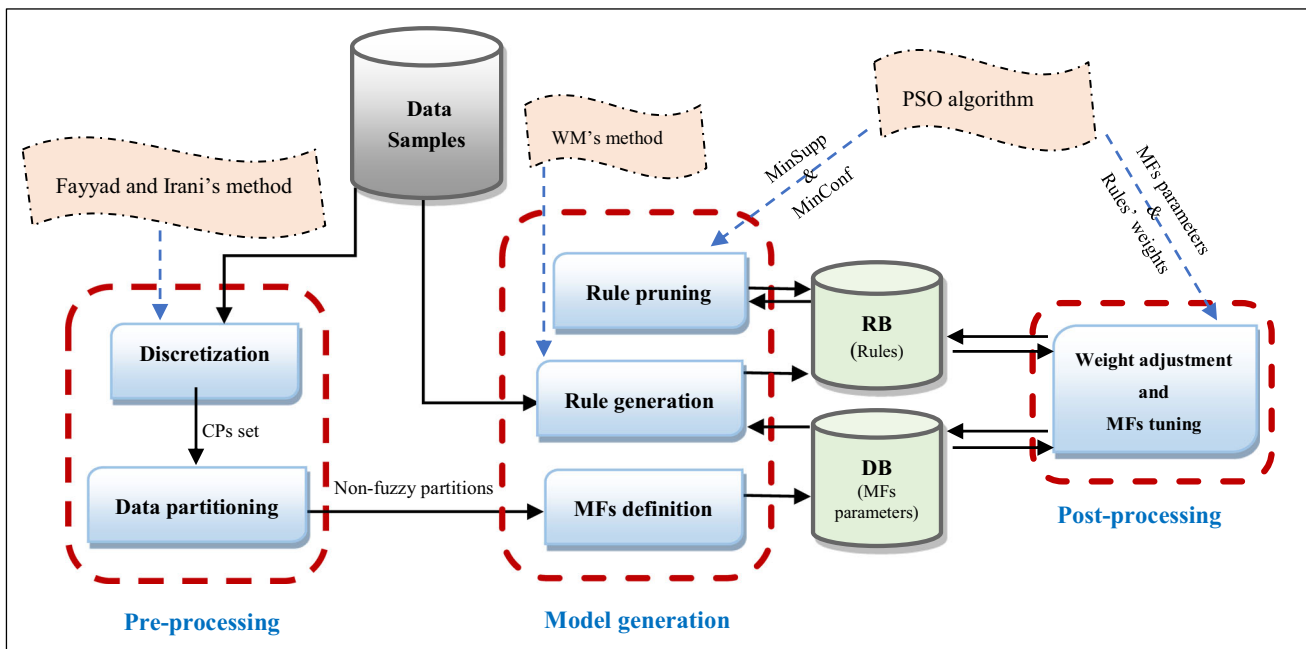 Data
Samples
PSO algorithm
WM's method
Fayyad and Irani’s method
MinSupp
&
MinConf
MFs parameters
&
Rules’ weights
Rule pruning
RB
(Rules)
Discretization
Weight adjustment
and
MFs tuning
Rule generation
CPs set
DB
(MFs
parameters)
Data partitioning
Non-fuzzy partitions
MFs definition
Post-processing
Pre-processing
Model generation